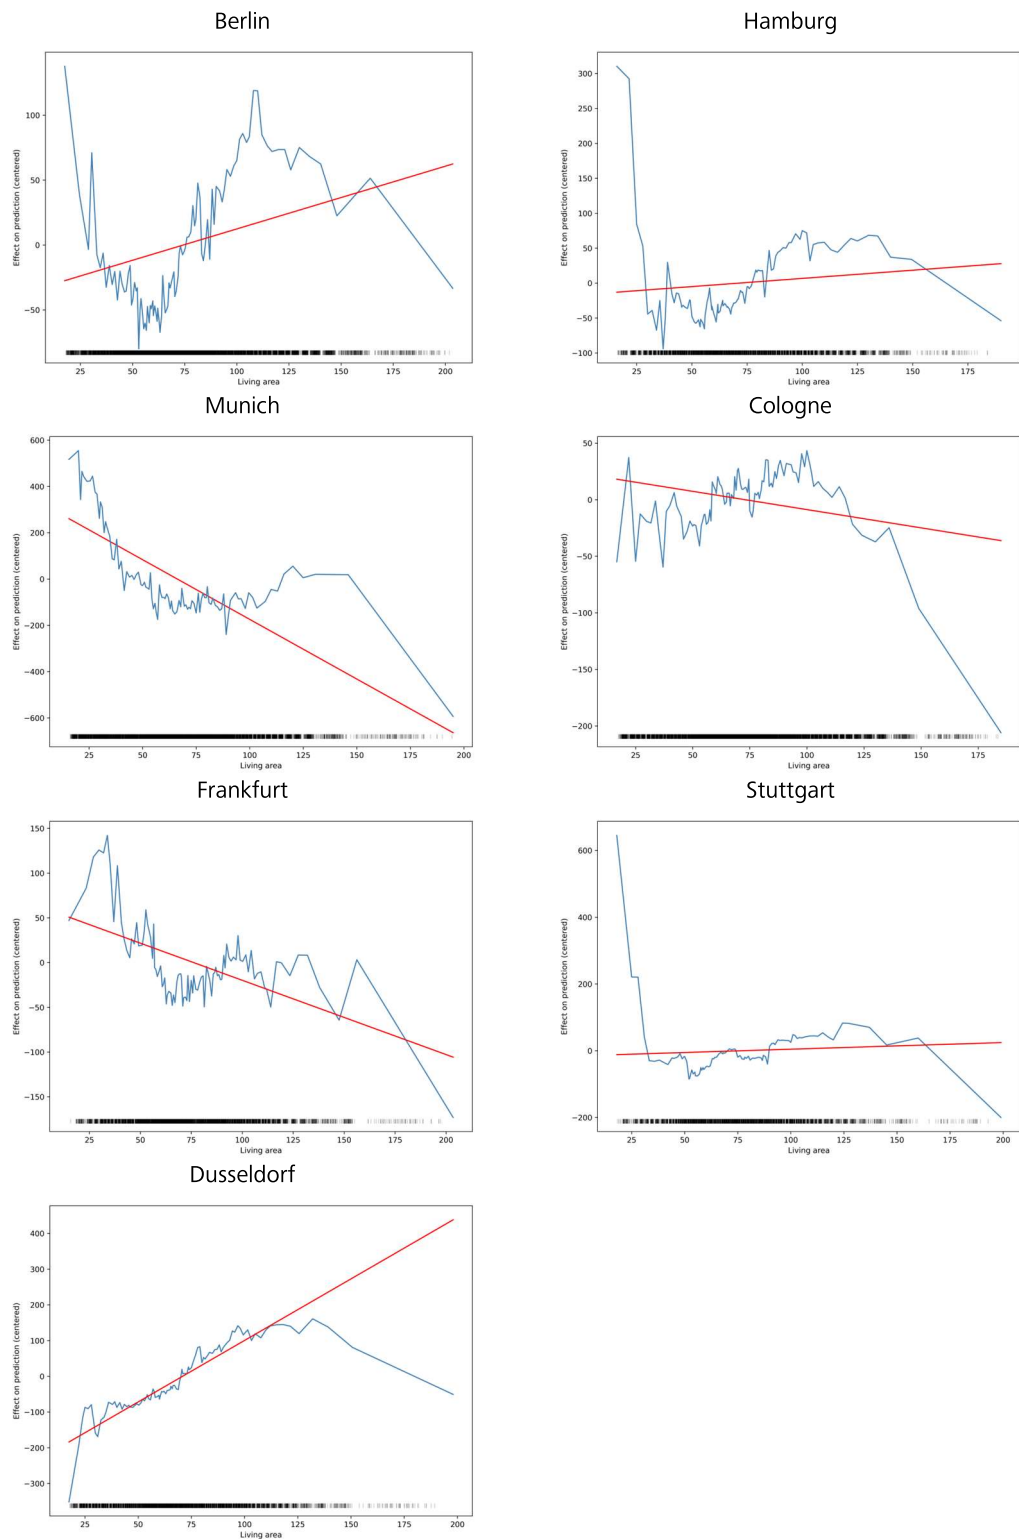 Berlin
Effect on prediction (centered)
100
50
0
−50
25 50 75 100 125 150 175 200
Living area
Hamburg
Effect on prediction (centered)
300
250
200
150
100
50
0
−50
−100
25 50 75 100 125 150 175
Living area
Munich
Effect on prediction (centered)
600
400
200
0
−200
−400
−600
25 50 75 100 125 150 175 200
Living area
Cologne
Effect on prediction (centered)
50
0
−50
−100
−150
−200
25 50 75 100 125 150 175
Living area
Frankfurt
Effect on prediction (centered)
150
100
50
0
−50
−100
−150
25 50 75 100 125 150 175 200
Living area
Stuttgart
Effect on prediction (centered)
600
400
200
0
−200
25 50 75 100 125 150 175 200
Living area
Dusseldorf
Effect on prediction (centered)
400
300
200
100
0
−100
−200
−300
25 50 75 100 125 150 175 200
Living area